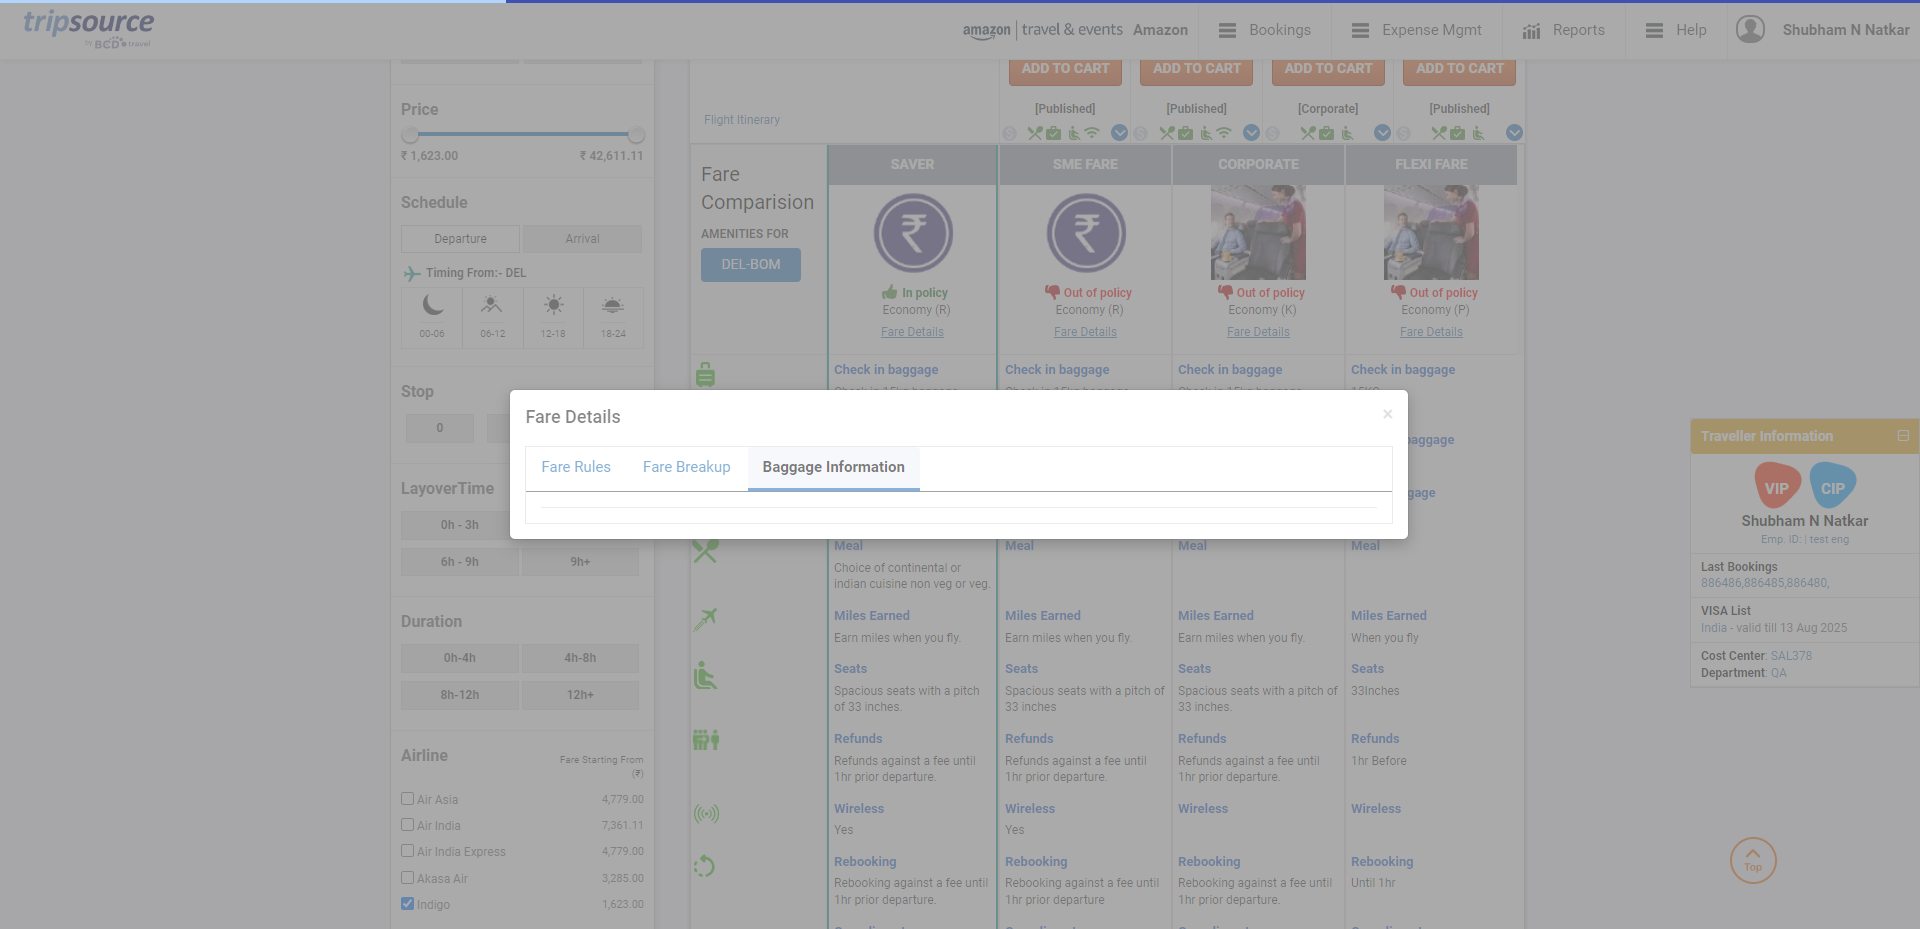 tripsource
by BCD travel
amazon | travel & events Amazon
Bookings
Expense Mgmt
Reports
Help
Shubham N Natkar
Price
₹ 1,623.00 ₹ 42,611.11
Schedule
Departure Arrival
Timing From:- DEL
00-06 06-12 12-18 18-24
Stop
0
LayoverTime
0h - 3h
6h - 9h 9h+
Duration
0h-4h 4h-8h
8h-12h 12h+
Airline Fare Starting From
(₹)
Air Asia 4,779.00
Air India 7,361.11
Air India Express 4,779.00
Akasa Air 3,285.00
Indigo 1,623.00
ADD TO CART ADD TO CART ADD TO CART ADD TO CART
[Published] [Published] [Corporate] [Published]
Flight Itinerary
Fare
Comparision
AMENITIES FOR
DEL-BOM
SAVER SME FARE CORPORATE FLEXI FARE
In policy Out of policy Out of policy Out of policy
Economy (R) Economy (R) Economy (K) Economy (P)
Fare Details Fare Details Fare Details Fare Details
Check in baggage Check in baggage Check in baggage Check in baggage
baggage
Fare Details
×
Fare Rules Fare Breakup Baggage Information
Meal Meal Meal Meal
Choice of continental or
indian cuisine non veg or veg.
Miles Earned Miles Earned Miles Earned Miles Earned
Earn miles when you fly. Earn miles when you fly. Earn miles when you fly. When you fly
Seats Seats Seats Seats
Spacious seats with a pitch Spacious seats with a pitch of Spacious seats with a pitch of 33Inches
of 33 inches. 33 inches 33 inches.
Refunds Refunds Refunds Refunds
Refunds against a fee until Refunds against a fee until Refunds against a fee until 1hr Before
1hr prior departure. 1hr prior departure. 1hr prior departure.
Wireless Wireless Wireless Wireless
Yes Yes
Rebooking Rebooking Rebooking Rebooking
Rebooking against a fee until Rebooking against a fee until Rebooking against a fee until Until 1hr
1hr prior departure. 1hr prior departure 1hr prior departure.
Traveller Information
VIP CIP
Shubham N Natkar
Emp. ID: | test eng
Last Bookings
886486,886485,886480,
VISA List
India - valid till 13 Aug 2025
Cost Center: SAL378
Department: QA
Top